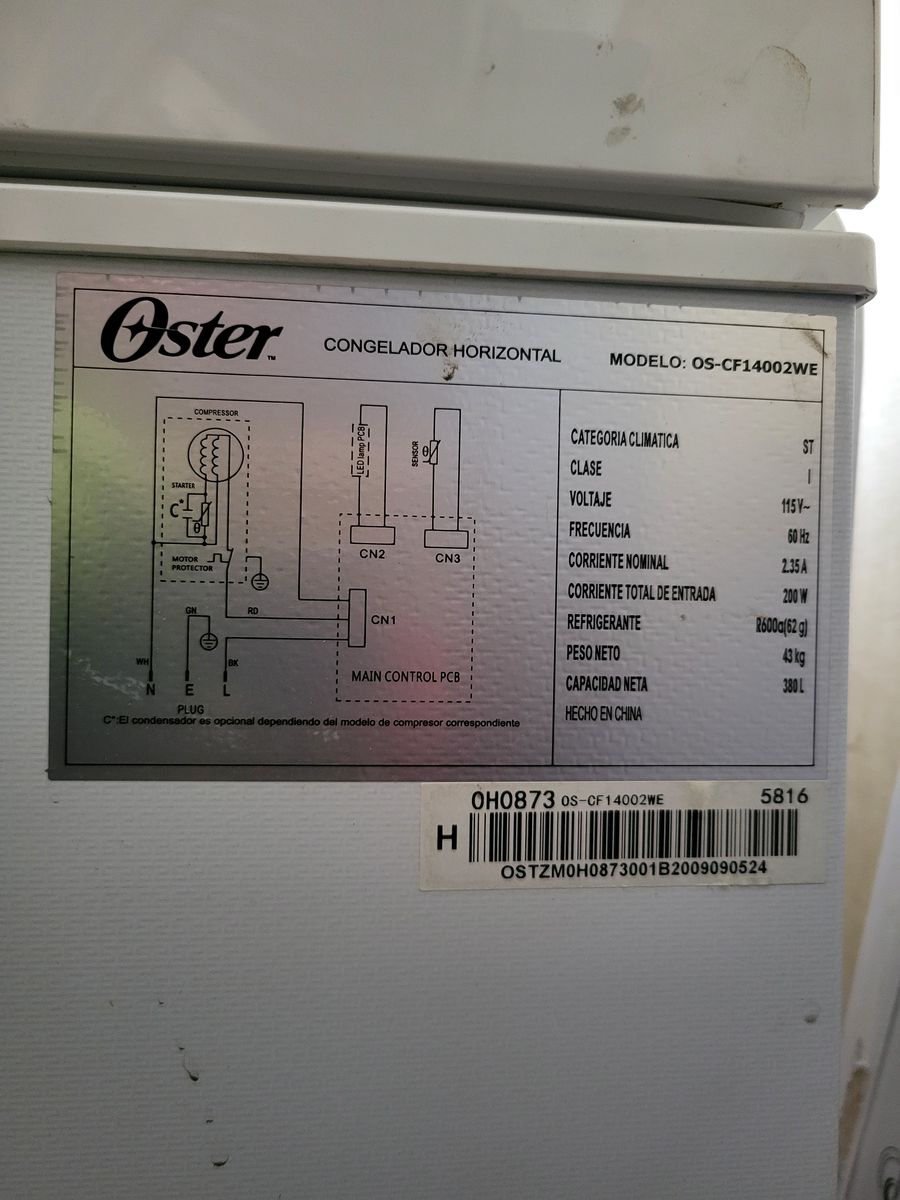 Oster™
CONGELADOR HORIZONTAL
MODELO: OS-CF14002WE
COMPRESSOR
STARTER
C*
θ
MOTOR
PROTECTOR
LED lamp PCB
SENSOR
θ
CN2
CN3
GN
RD
CN1
WH
BK
N E L
PLUG
MAIN CONTROL PCB
C*:El condensador es opcional dependiendo del modelo de compresor correspondiente
CATEGORIA CLIMATICA ST
CLASE I
VOLTAJE 115V~
FRECUENCIA 60 Hz
CORRIENTE NOMINAL 2.35 A
CORRIENTE TOTAL DE ENTRADA 200 W
REFRIGERANTE R600a(62 g)
PESO NETO 43 kg
CAPACIDAD NETA 380 L
HECHO EN CHINA
0H0873 OS-CF14002WE 5816
H
OSTZM0H0873001B2009090524